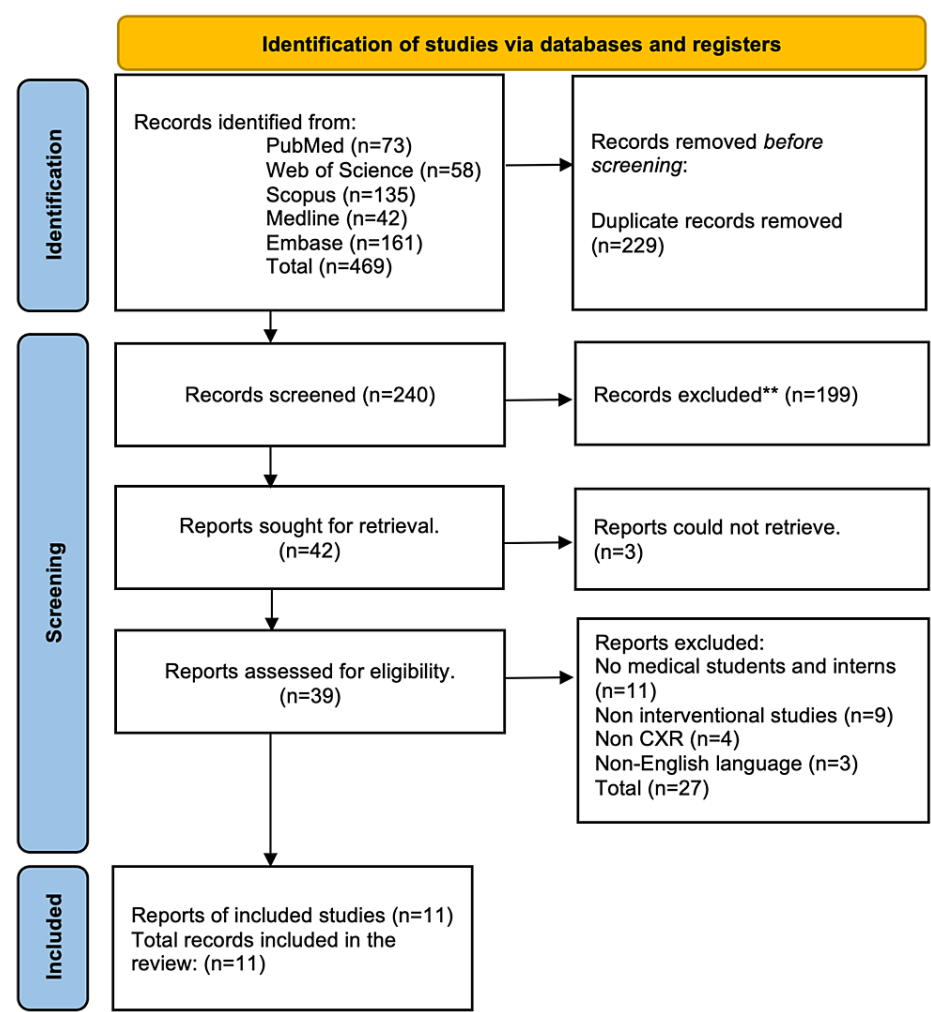 Identification of studies via databases and registers
Identification
Records identified from:
PubMed (n=73)
Web of Science (n=58)
Scopus (n=135)
Medline (n=42)
Embase (n=161)
Total (n=469)
Records removed before
screening:
Duplicate records removed
(n=229)
Screening
Records screened (n=240)
Records excluded** (n=199)
Reports sought for retrieval.
(n=42)
Reports could not retrieve.
(n=3)
Reports assessed for eligibility.
(n=39)
Reports excluded:
No medical students and interns
(n=11)
Non interventional studies (n=9)
Non CXR (n=4)
Non-English language (n=3)
Total (n=27)
Included
Reports of included studies (n=11)
Total records included in the
review: (n=11)